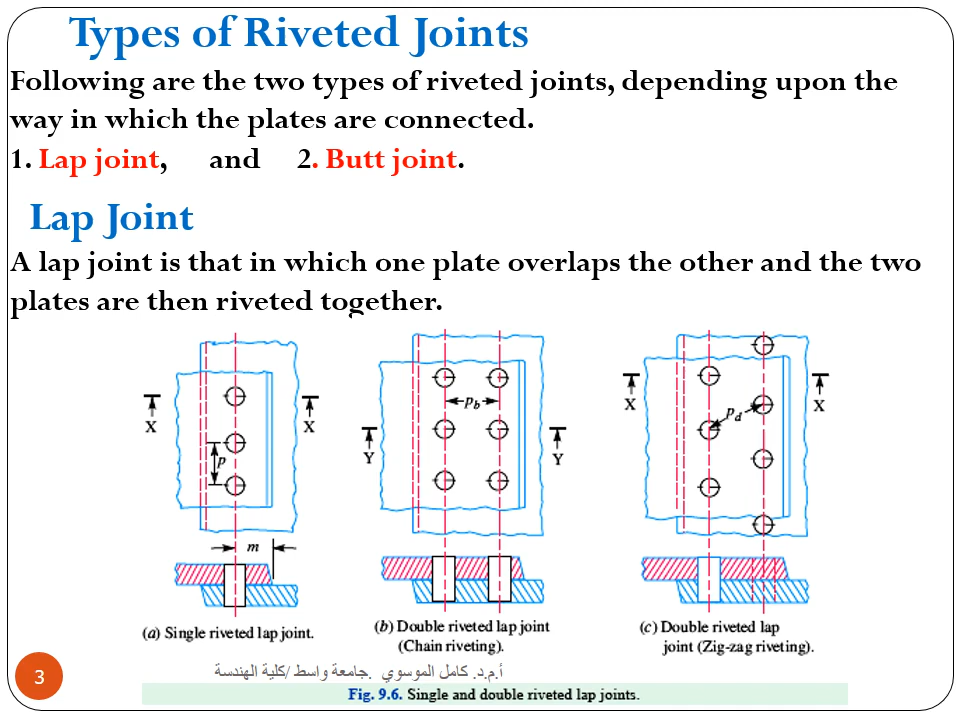 Types of Riveted Joints
Following are the two types of riveted joints, depending upon the
way in which the plates are connected.
1. Lap joint, and 2. Butt joint.
Lap Joint
A lap joint is that in which one plate overlaps the other and the two
plates are then riveted together.
X X
p
m
(a) Single riveted lap joint.
pb
Y Y
(b) Double riveted lap joint
(Chain riveting).
X X
pd
(c) Double riveted lap
joint (Zig-zag riveting).
أ.م.د. كامل الموسوي .جامعة واسط /كلية الهندسة
3
Fig. 9.6. Single and double riveted lap joints.